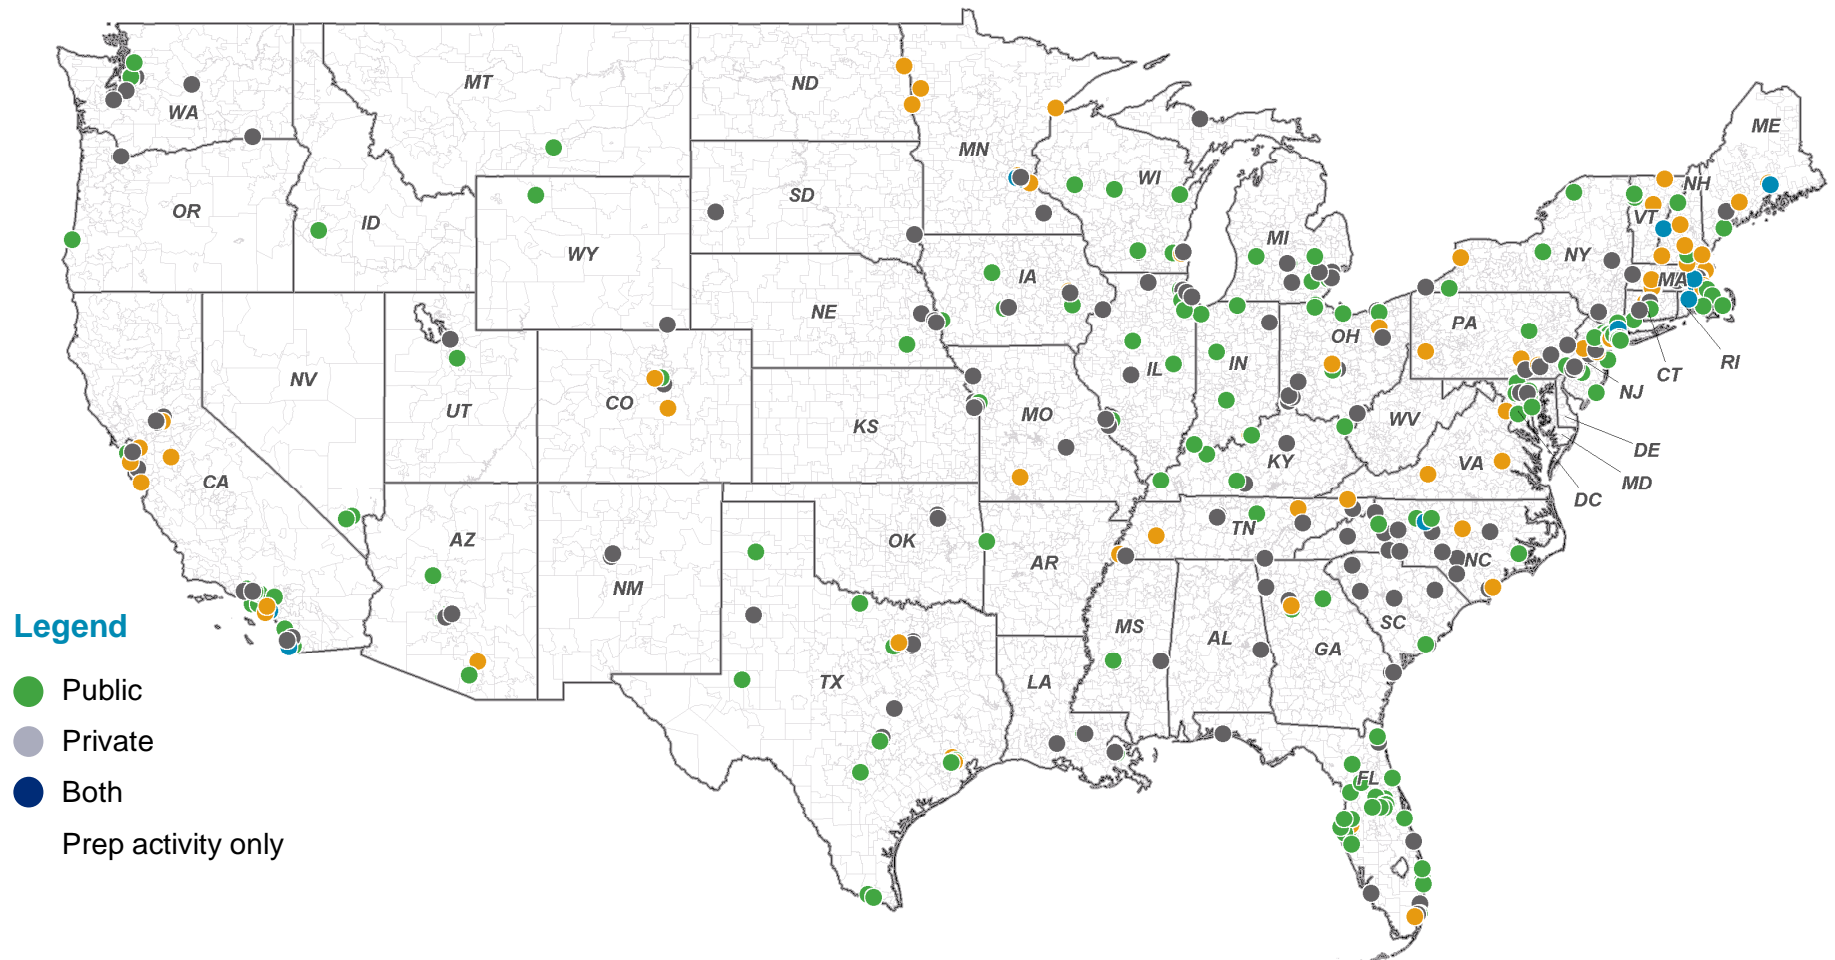 WA
MT
ND
MN
ME
OR
ID
WY
SD
WI
MI
NH
VT
NY
MA
NV
UT
CO
NE
IA
IL
IN
OH
PA
RI
CT
NJ
CA
KS
MO
KY
WV
VA
DE
MD
DC
AZ
NM
OK
AR
TN
NC
SC
MS
AL
GA
TX
LA
FL
Legend
Public
Private
Both
Prep activity only